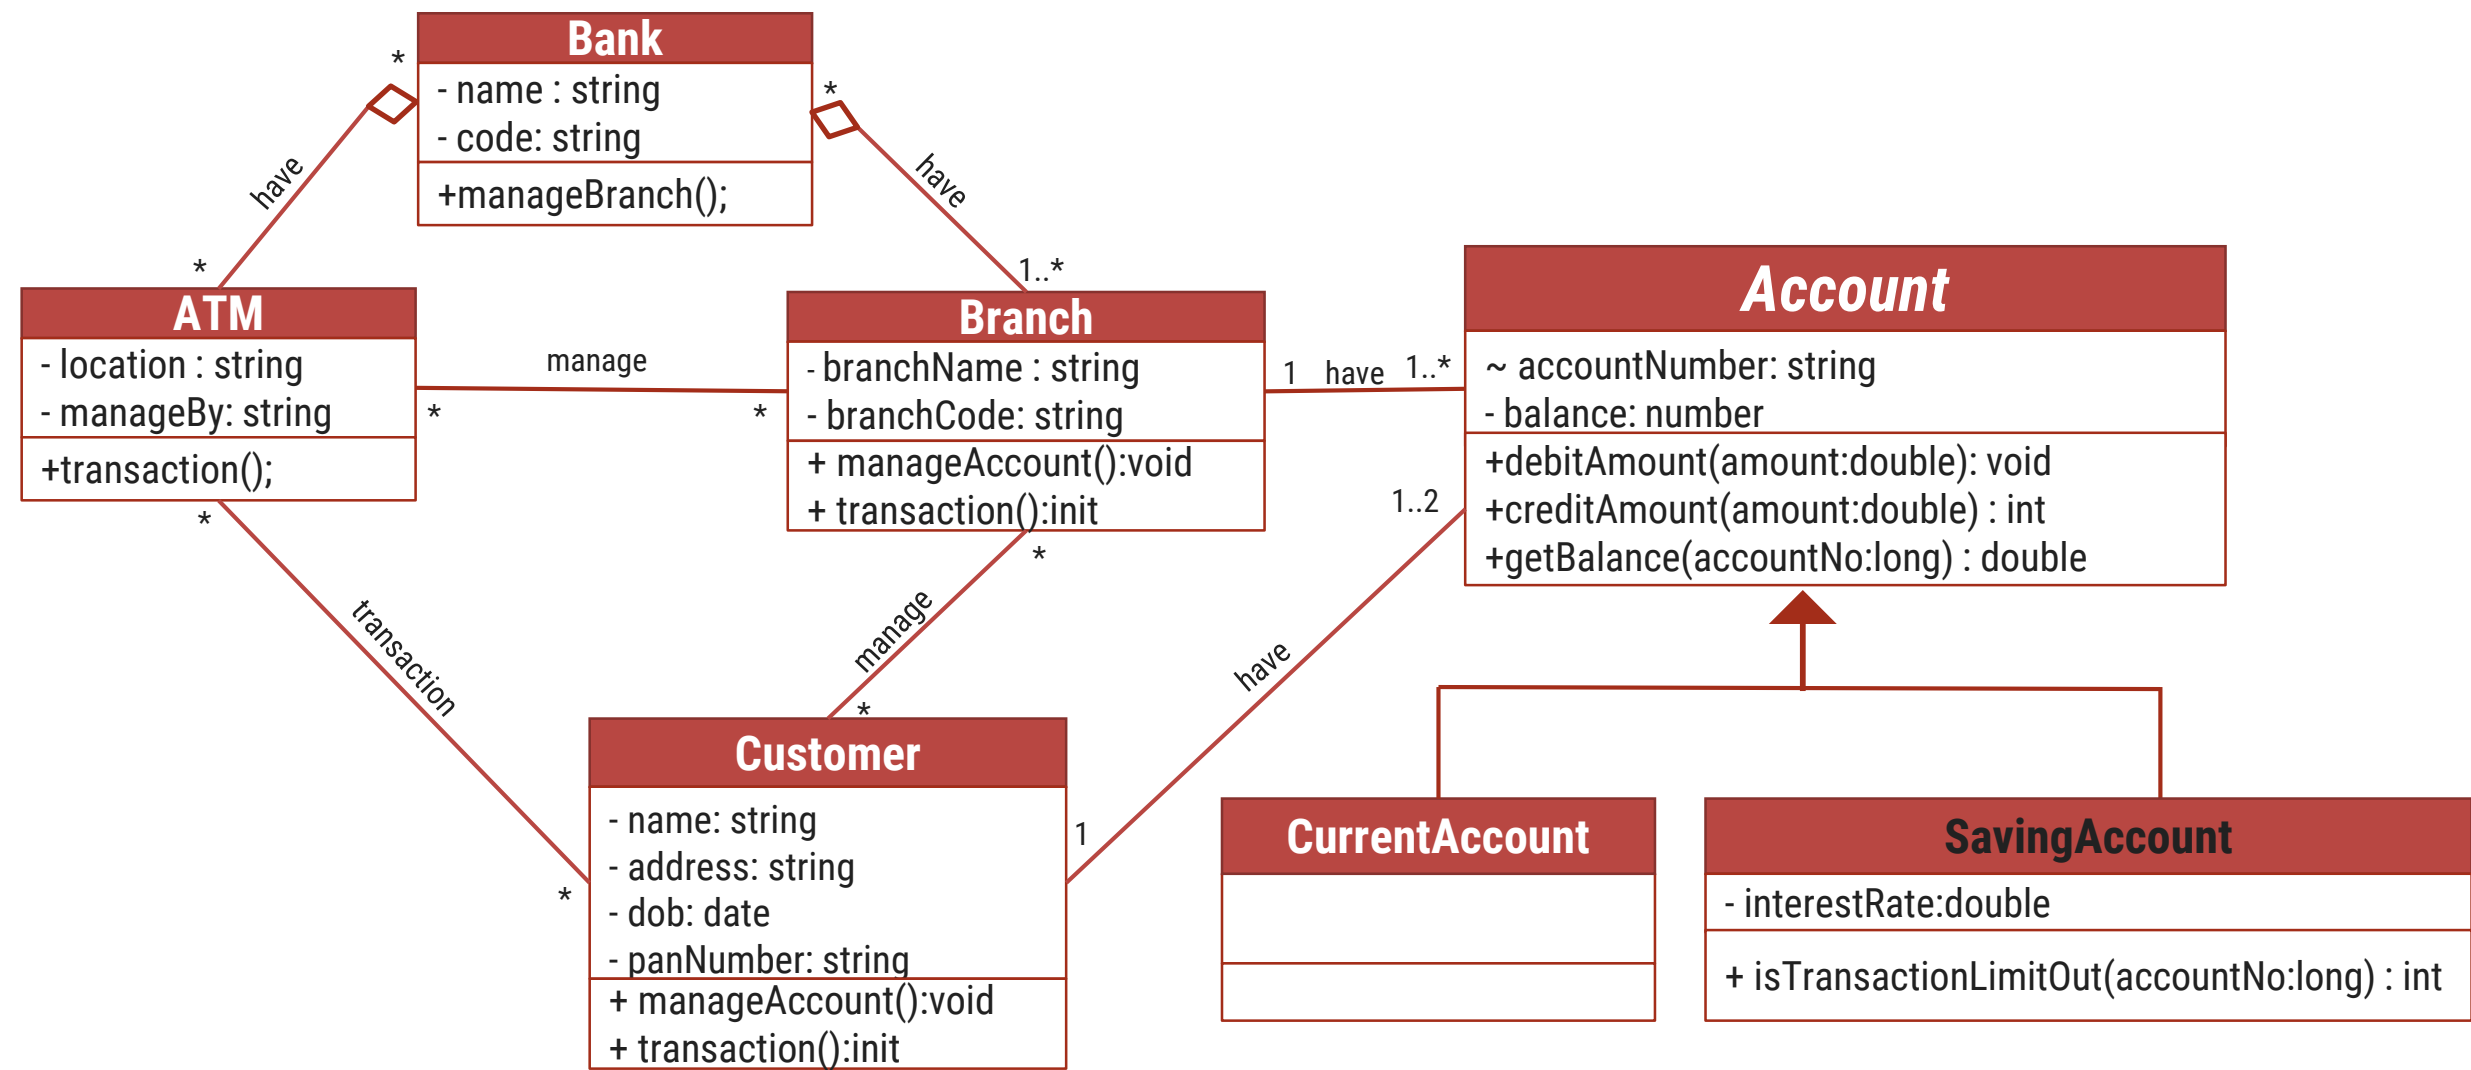 Bank
- name : string
- code: string
+manageBranch();
*
*
have
have
*
1..*
ATM
- location : string
- manageBy: string
+transaction();
manage
*
*
Branch
- branchName : string
- branchCode: string
+ manageAccount():void
+ transaction():init
1 have 1..*
Account
~ accountNumber: string
- balance: number
+debitAmount(amount:double): void
+creditAmount(amount:double) : int
+getBalance(accountNo:long) : double
1..2
*
*
transaction
manage
have
*
*
1
Customer
- name: string
- address: string
- dob: date
- panNumber: string
+ manageAccount():void
+ transaction():init
CurrentAccount
SavingAccount
- interestRate:double
+ isTransactionLimitOut(accountNo:long) : int